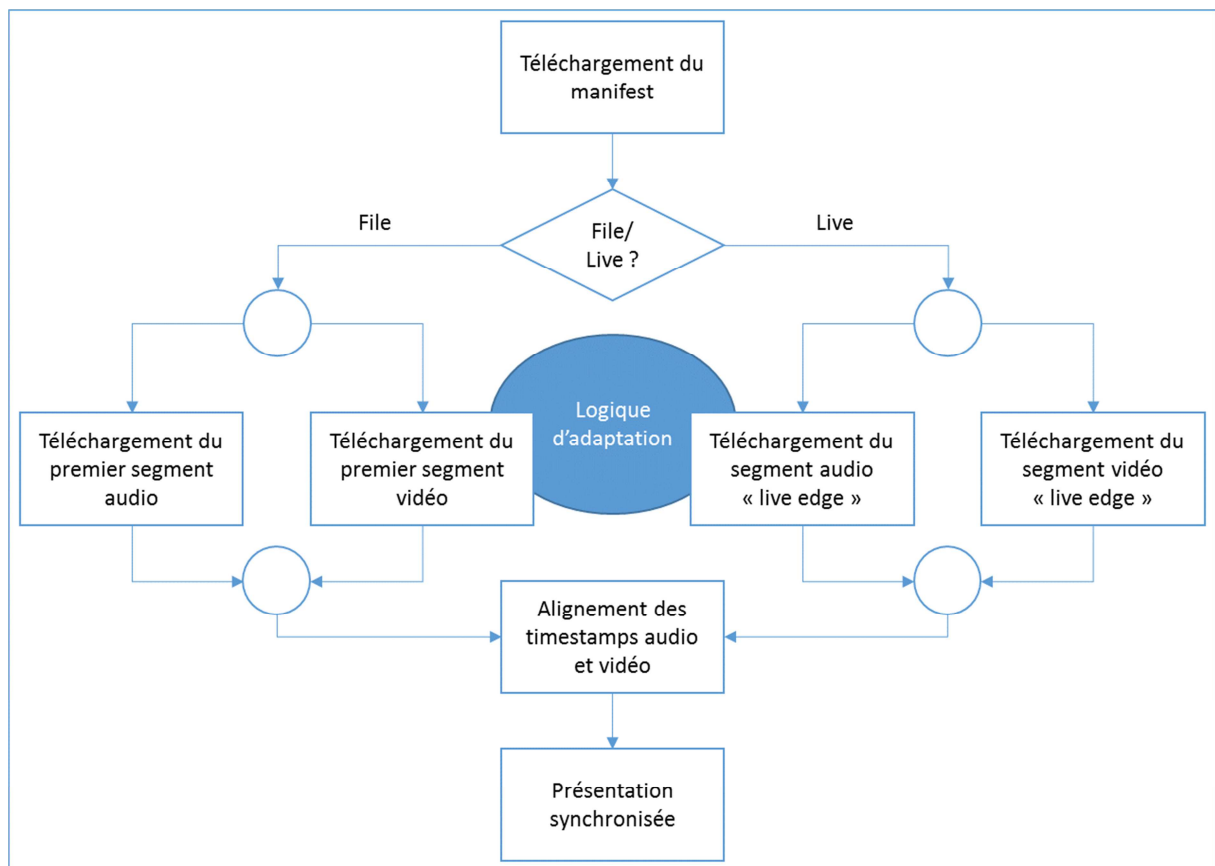 Téléchargement du
manifest
File
File/
Live ?
Live
Logique
d’adaptation
Téléchargement du
premier segment
audio
Téléchargement du
premier segment
vidéo
Téléchargement du
segment audio
« live edge »
Téléchargement du
segment vidéo
« live edge »
Alignement des
timestamps audio
et vidéo
Présentation
synchronisée